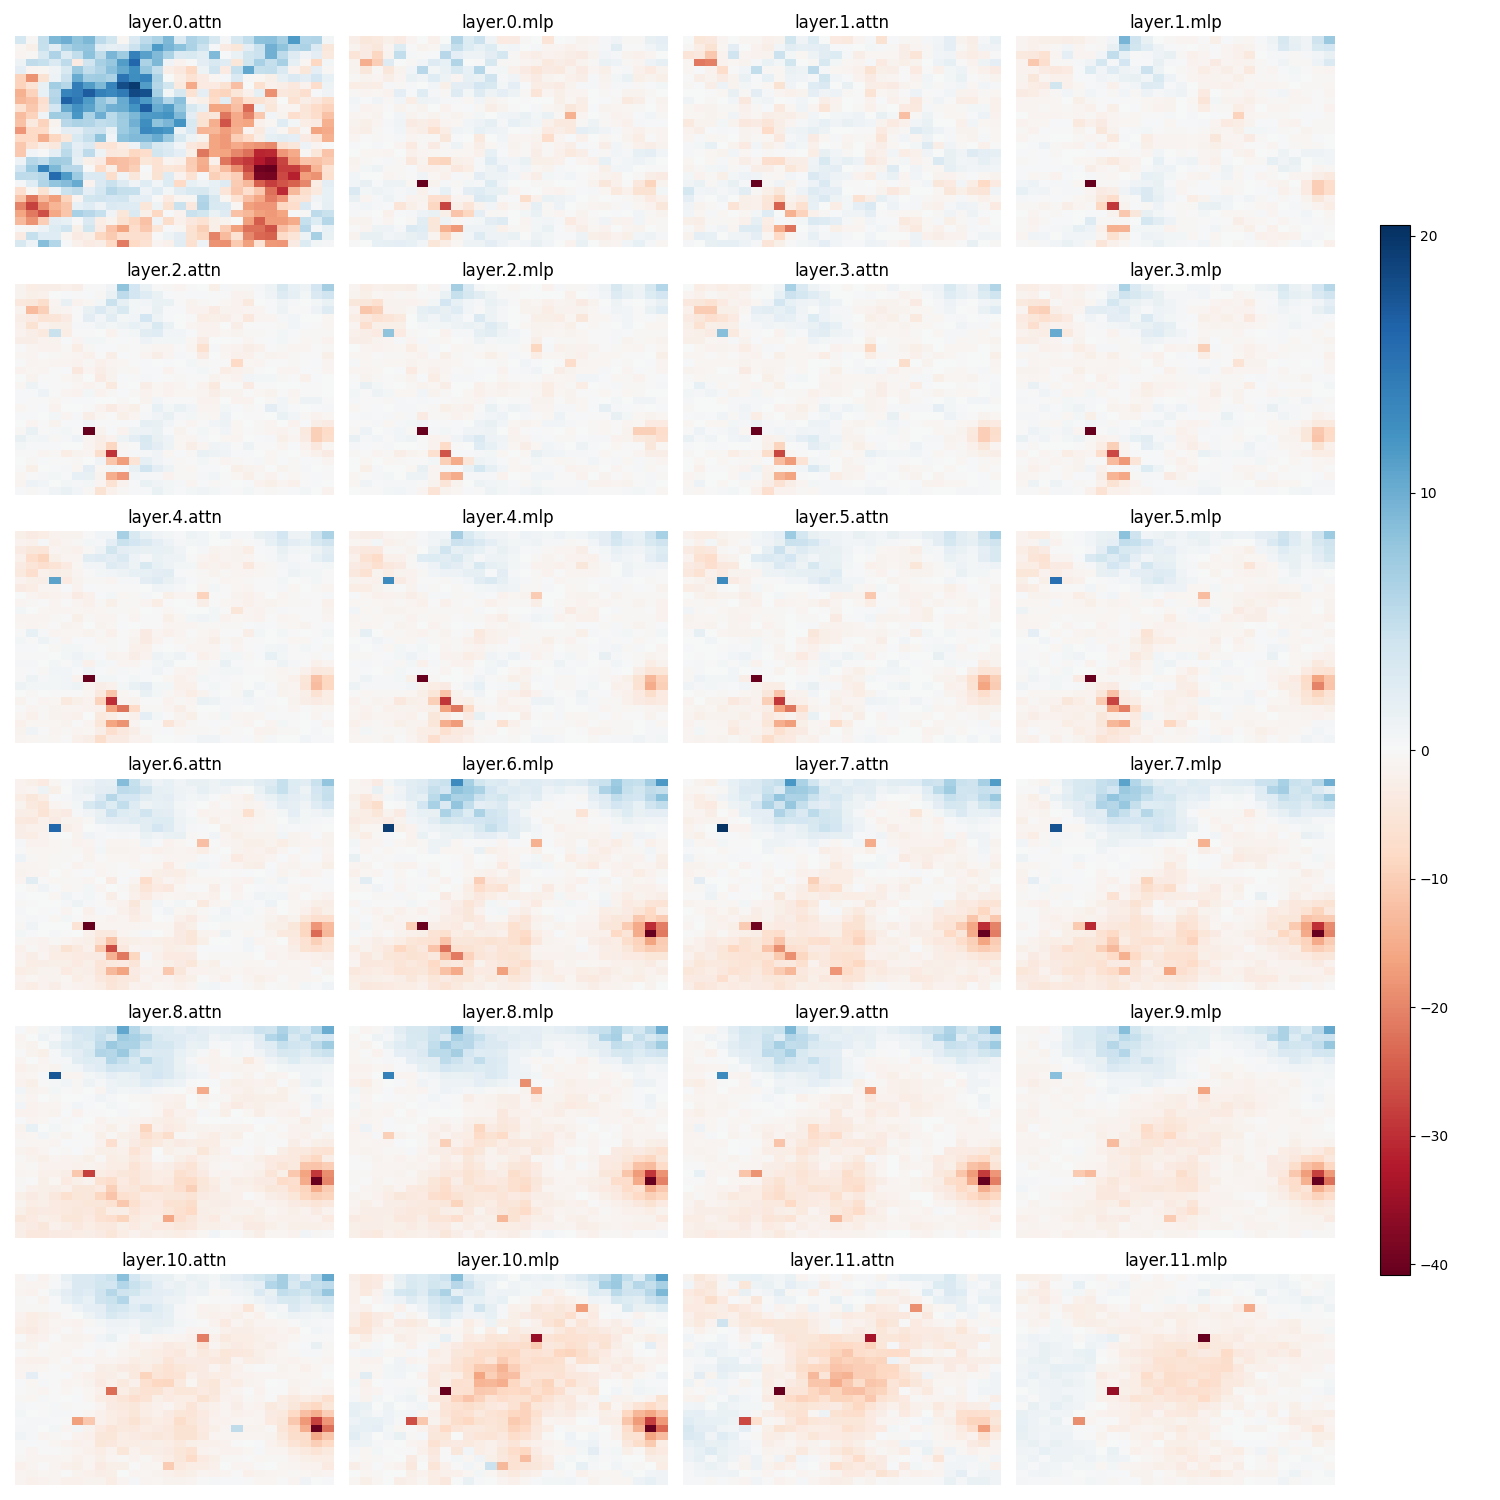 layer.0.attn layer.0.mlp layer.1.attn layer.1.mlp
layer.2.attn layer.2.mlp layer.3.attn layer.3.mlp
layer.4.attn layer.4.mlp layer.5.attn layer.5.mlp
layer.6.attn layer.6.mlp layer.7.attn layer.7.mlp
layer.8.attn layer.8.mlp layer.9.attn layer.9.mlp
layer.10.attn layer.10.mlp layer.11.attn layer.11.mlp
20
10
0
−10
−20
−30
−40